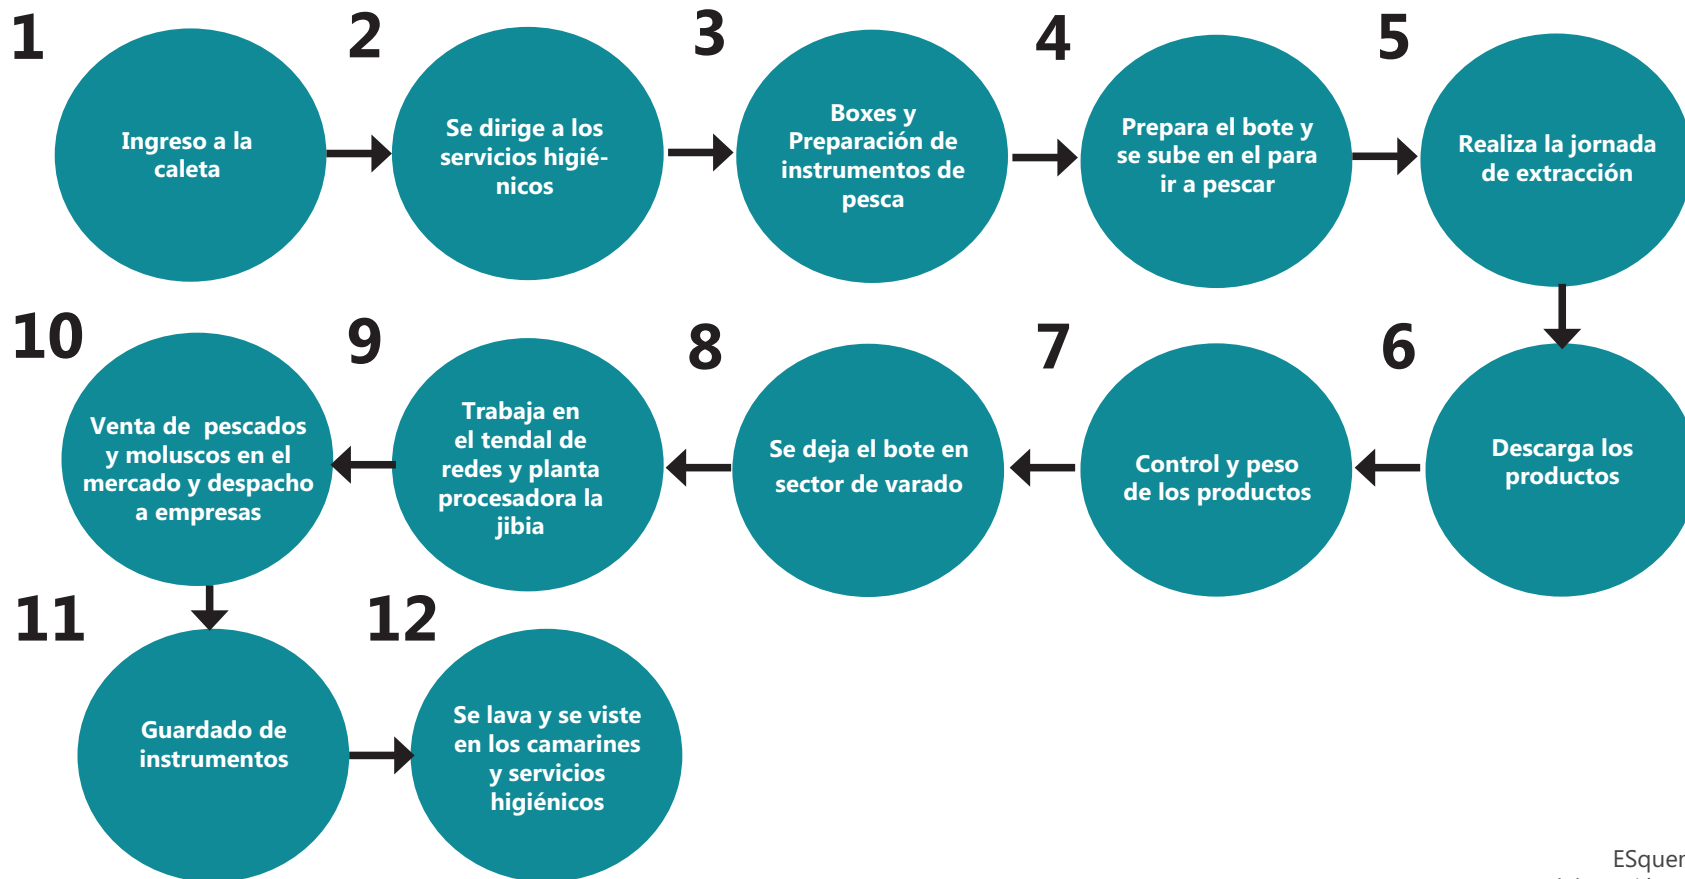 1
Ingreso a la
caleta
2
Se dirige a los
servicios higié-
nicos
3
Boxes y
Preparación de
instrumentos de
pesca
4
Prepara el bote y
se sube en el para
ir a pescar
5
Realiza la jornada
de extracción
6
Descarga los
productos
7
Control y peso
de los productos
8
Se deja el bote en
sector de varado
9
Trabaja en
el tendal de
redes y planta
procesadora la
jibia
10
Venta de pescados
y moluscos en el
mercado y despacho
a empresas
11
Guardado de
instrumentos
12
Se lava y se viste
en los camarines
y servicios
higiénicos